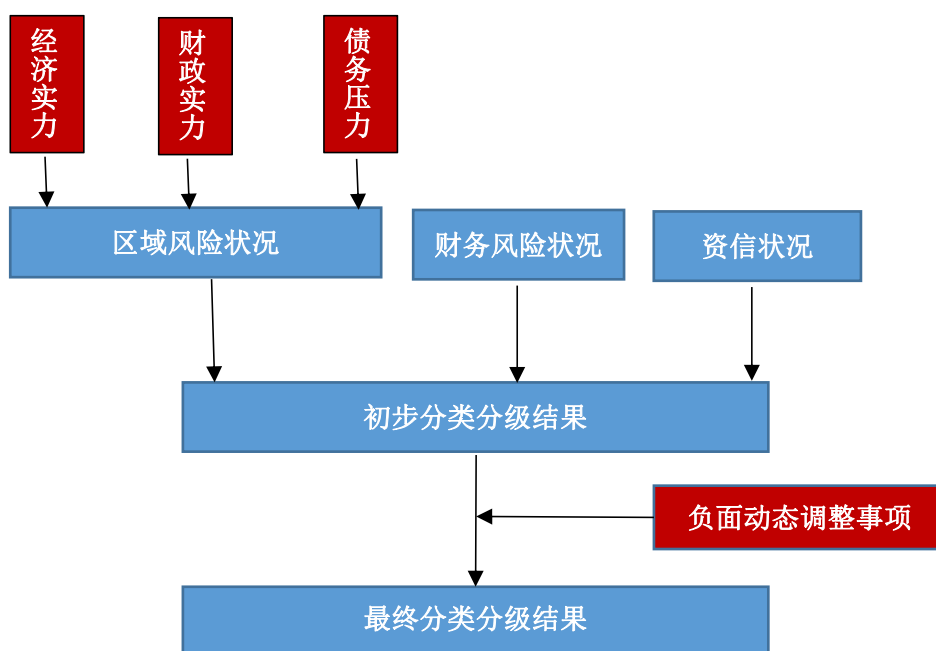 经济实力
财政实力
债务压力
区域风险状况
财务风险状况
资信状况
初步分类分级结果
负面动态调整事项
最终分类分级结果